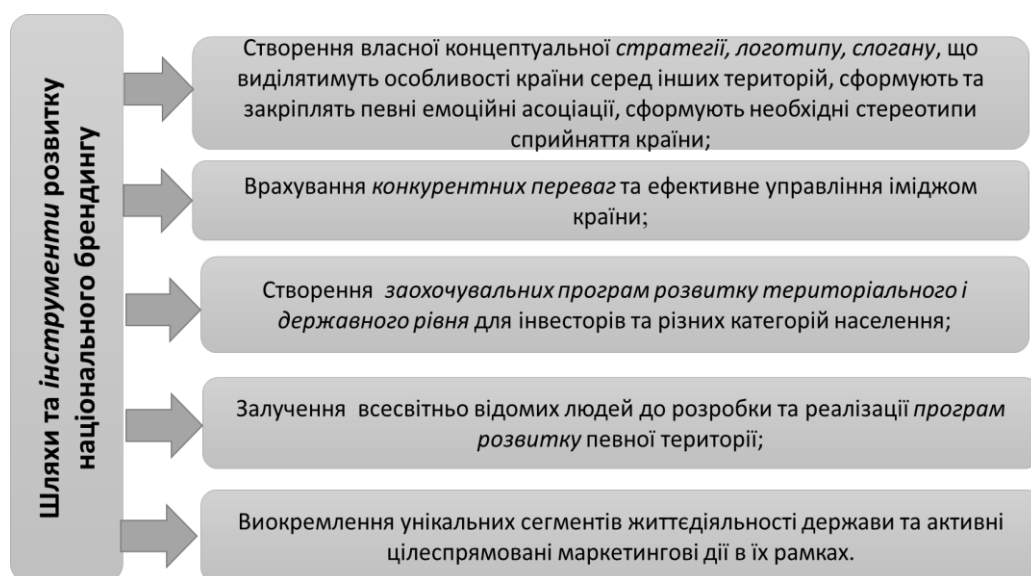 Шляхи та інструменти розвитку
національного брендингу
Створення власної концептуальної стратегії, логотипу, слогану, що
виділятимуть особливості країни серед інших територій, сформують та
закріплять певні емоційні асоціації, сформують необхідні стереотипи
сприйняття країни;
Врахування конкурентних переваг та ефективне управління іміджом
країни;
Створення заохочувальних програм розвитку територіального і
державного рівня для інвесторів та різних категорій населення;
Залучення всесвітньо відомих людей до розробки та реалізації програм
розвитку певної території;
Виокремлення унікальних сегментів життєдіяльності держави та активні
цілеспрямовані маркетингові дії в їх рамках.